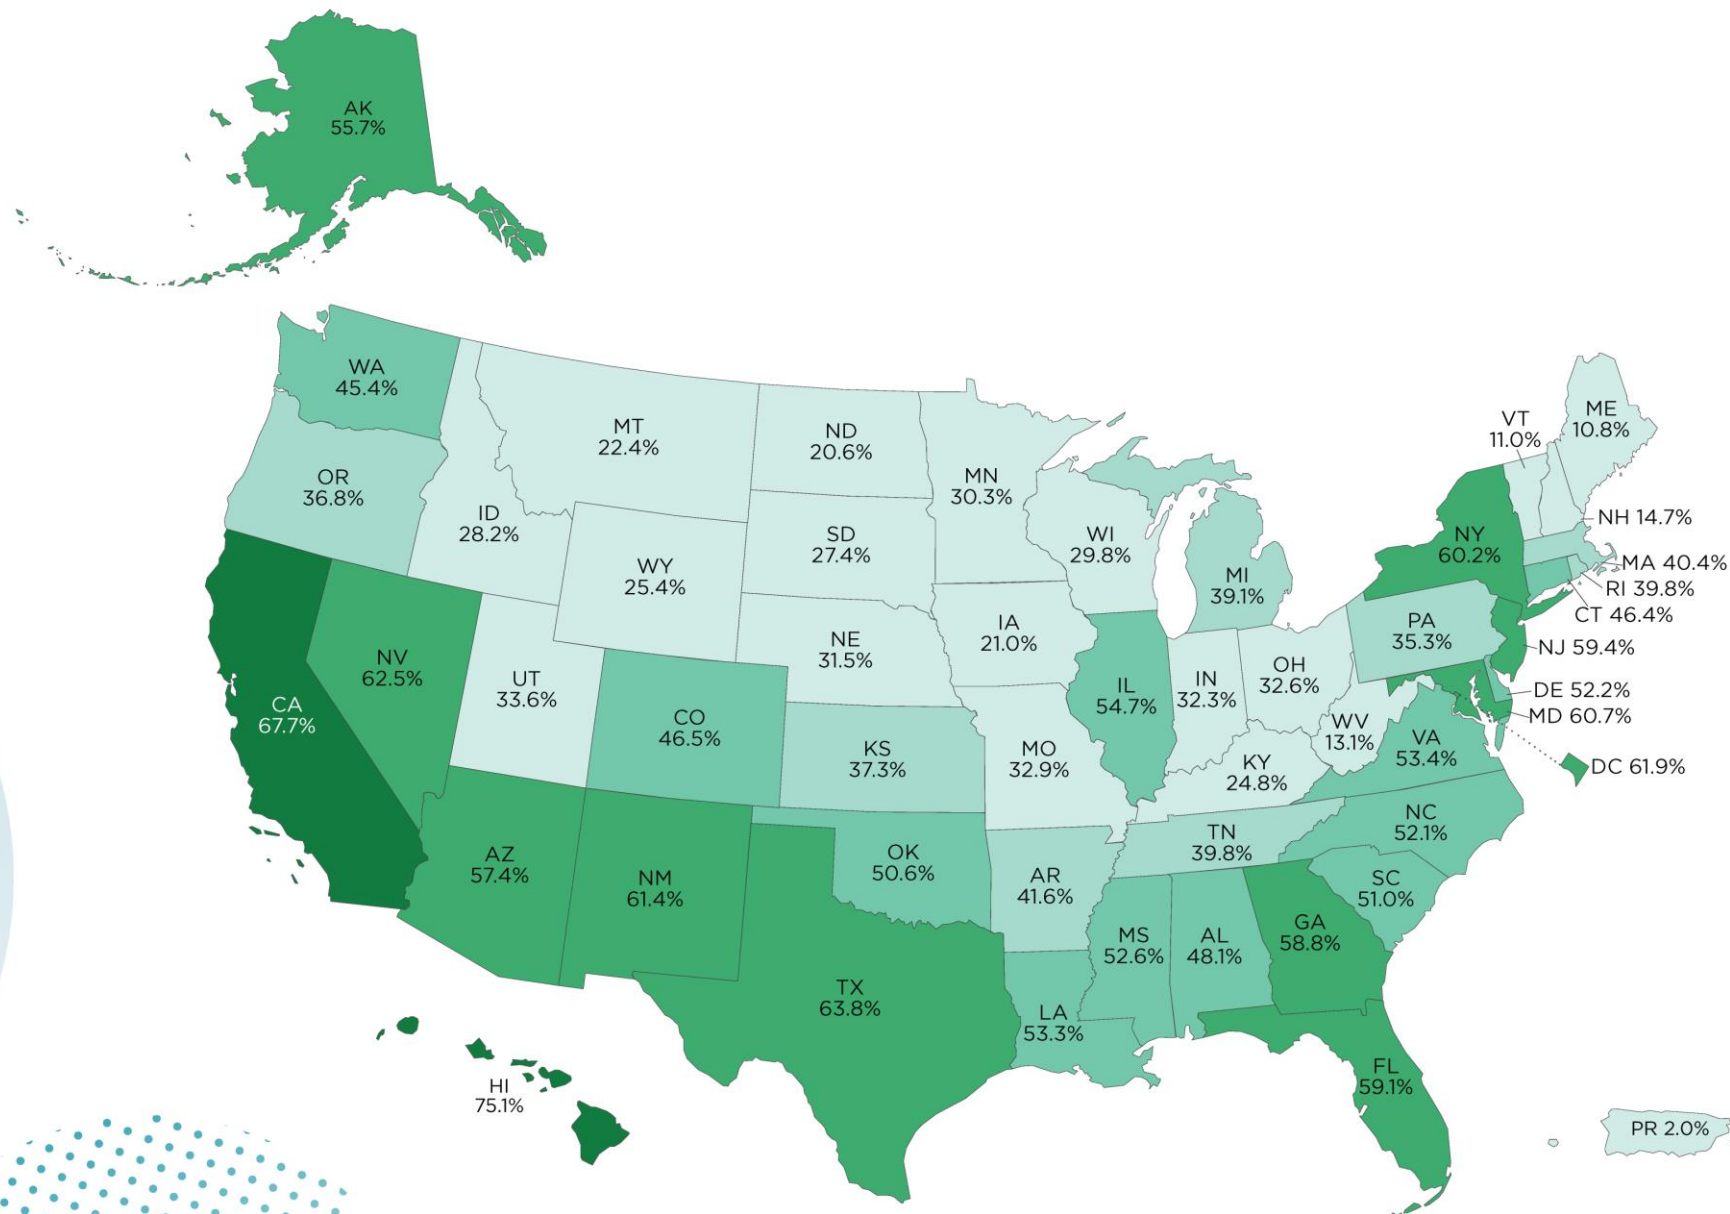 AK
55.7%
WA
45.4%
MT
22.4%
ND
20.6%
MN
30.3%
VT
11.0%
ME
10.8%
OR
36.8%
ID
28.2%
WY
25.4%
SD
27.4%
WI
29.8%
MI
39.1%
NY
60.2%
NH 14.7%
MA 40.4%
RI 39.8%
CT 46.4%
NJ 59.4%
DE 52.2%
MD 60.7%
DC 61.9%
CA
67.7%
NV
62.5%
UT
33.6%
CO
46.5%
NE
31.5%
IA
21.0%
IL
54.7%
IN
32.3%
OH
32.6%
PA
35.3%
WV
13.1%
VA
53.4%
KS
37.3%
MO
32.9%
KY
24.8%
NC
52.1%
TN
39.8%
SC
51.0%
AZ
57.4%
NM
61.4%
OK
50.6%
AR
41.6%
MS
52.6%
AL
48.1%
GA
58.8%
TX
63.8%
LA
53.3%
FL
59.1%
HI
75.1%
PR 2.0%